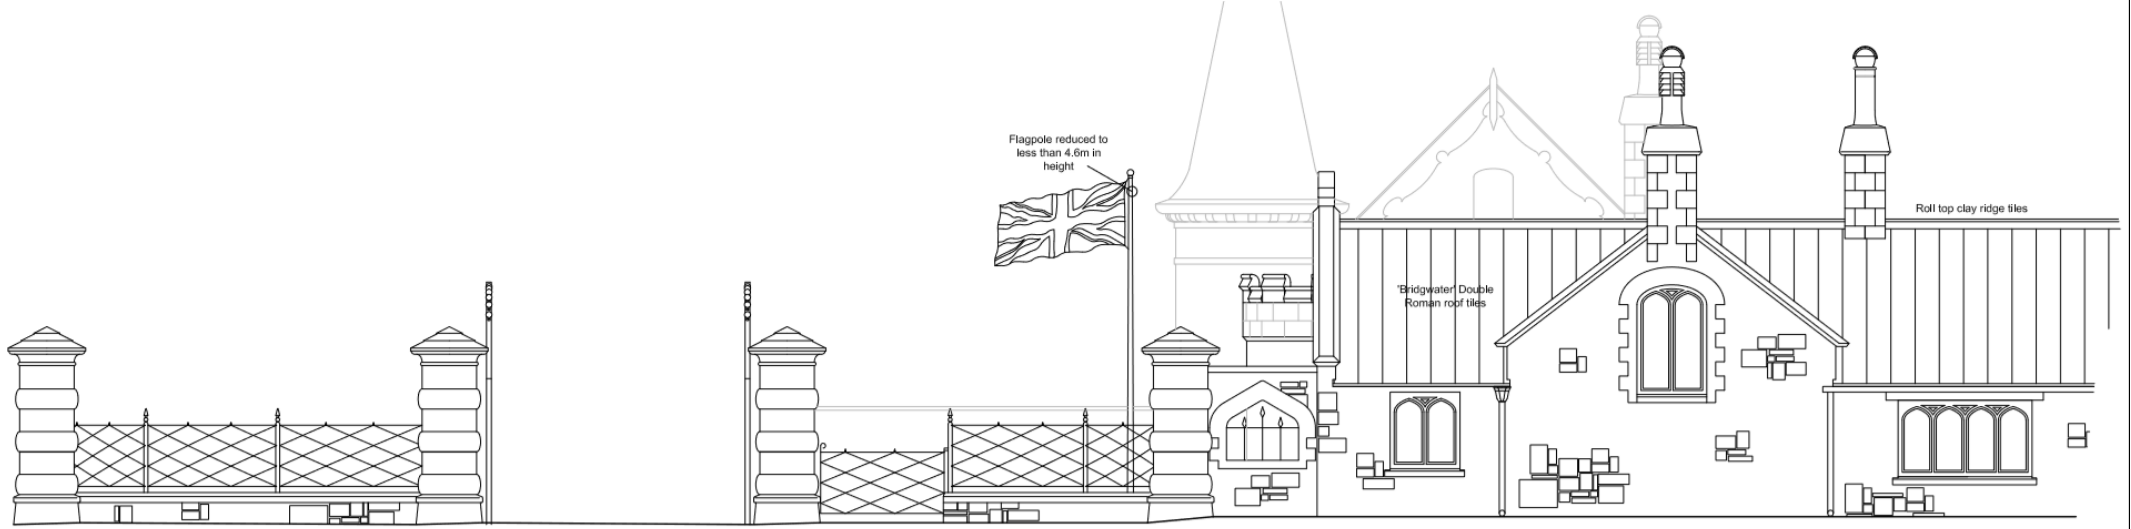 Flagpole reduced to
less than 4.6m in
height
Roll top clay ridge tiles
'Bridgwater' Double
Roman roof tiles